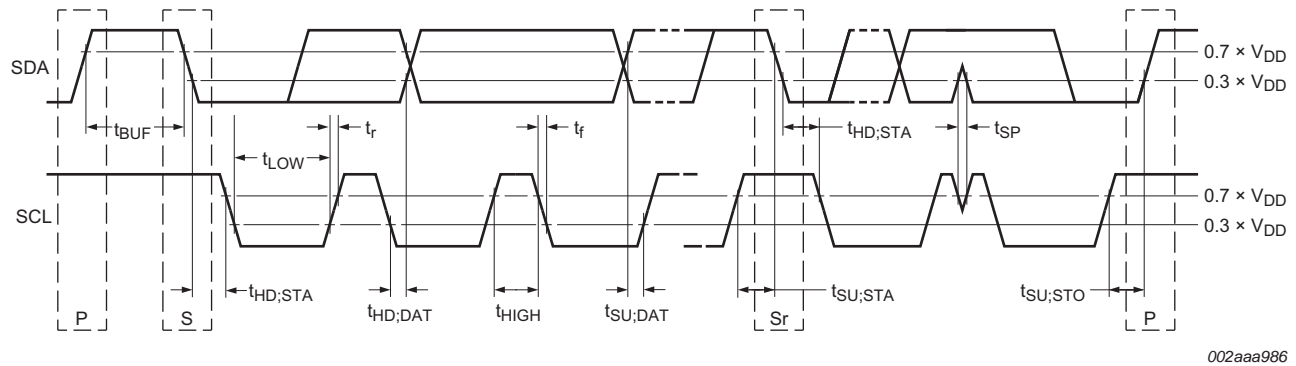 SDA
0.7 × VDD
0.3 × VDD
tBUF
tr
tf
tHD;STA
tSP
tLOW
SCL
0.7 × VDD
0.3 × VDD
tHD;STA
tHD;DAT
tHIGH
tSU;DAT
tSU;STA
tSU;STO
P
S
Sr
P
002aaa986